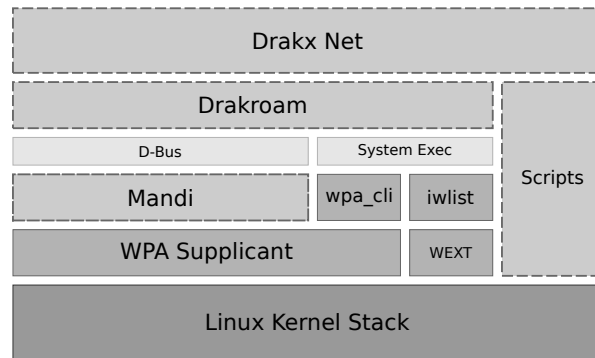 Drakx Net
Drakroam
D-Bus
System Exec
Scripts
Mandi
wpa_cli
iwlist
WPA Supplicant
WEXT
Linux Kernel Stack